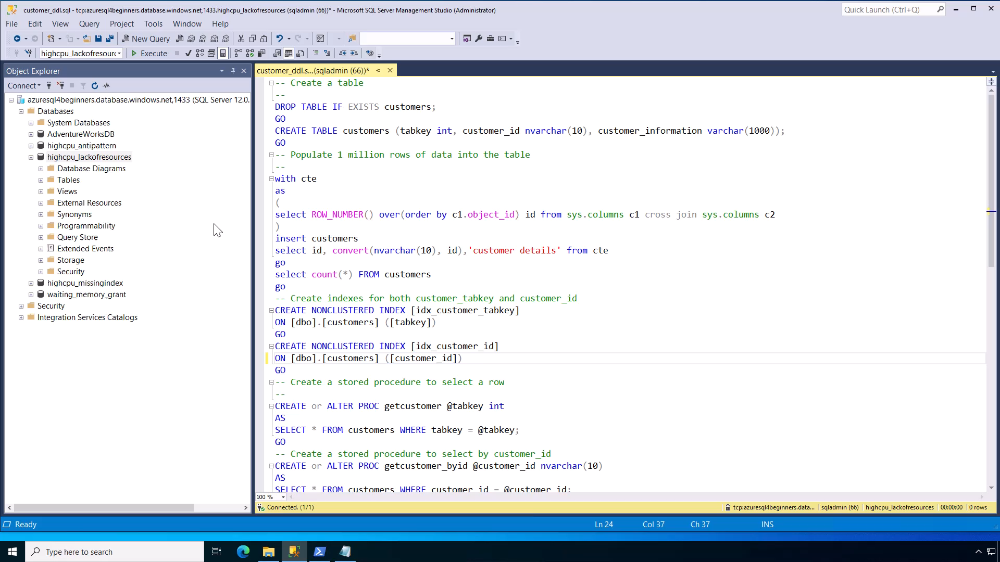 customer_ddl.sql - tcp:azuresql4beginners.database.windows.net,1433.highcpu_lackofresources (sqladmin (66))* - Microsoft SQL Server Management Studio (Administrator)
Quick Launch (Ctrl+Q)
File Edit View Query Project Tools Window Help
New Query
highcpu_lackofresourc Execute
Object Explorer
Connect
azuresql4beginners.database.windows.net,1433 (SQL Server 12.0.
Databases
System Databases
AdventureWorksDB
highcpu_antipattern
highcpu_lackofresources
Database Diagrams
Tables
Views
External Resources
Synonyms
Programmability
Query Store
Extended Events
Storage
Security
highcpu_missingindex
waiting_memory_grant
Security
Integration Services Catalogs
customer_ddl.s...(sqladmin (66))*
-- Create a table
--
DROP TABLE IF EXISTS customers;
GO
CREATE TABLE customers (tabkey int, customer_id nvarchar(10), customer_information varchar(1000));
GO
-- Populate 1 million rows of data into the table
--
with cte
as
(
select ROW_NUMBER() over(order by c1.object_id) id from sys.columns c1 cross join sys.columns c2
)
insert customers
select id, convert(nvarchar(10), id),'customer details' from cte
go
select count(*) FROM customers
go
-- Create indexes for both customer_tabkey and customer_id
CREATE NONCLUSTERED INDEX [idx_customer_tabkey]
ON [dbo].[customers] ([tabkey])
GO
CREATE NONCLUSTERED INDEX [idx_customer_id]
ON [dbo].[customers] ([customer_id])
GO
-- Create a stored procedure to select a row
--
CREATE or ALTER PROC getcustomer @tabkey int
AS
SELECT * FROM customers WHERE tabkey = @tabkey;
GO
-- Create a stored procedure to select by customer_id
CREATE or ALTER PROC getcustomer_byid @customer_id nvarchar(10)
AS
SELECT * FROM customers WHERE customer_id = @customer_id;
100 %
Connected. (1/1) tcp:azuresql4beginners.data... sqladmin (66) highcpu_lackofresources 00:00:00 0 rows
Ready Ln 24 Col 37 Ch 37 INS
Type here to search